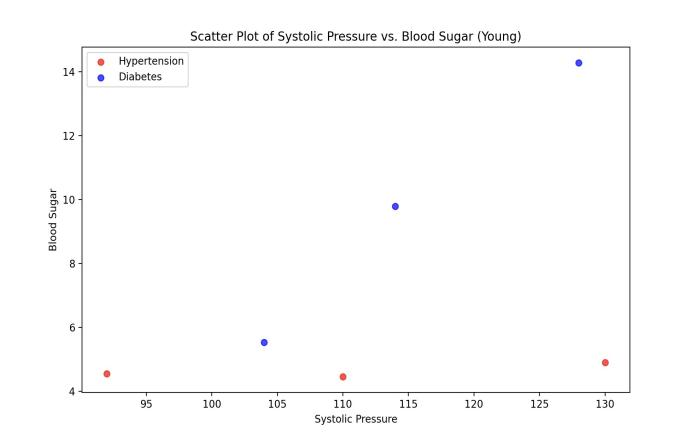 Scatter Plot of Systolic Pressure vs. Blood Sugar (Young)
Hypertension
Diabetes
14
12
10
8
6
4
Blood Sugar
95 100 105 110 115 120 125 130
Systolic Pressure